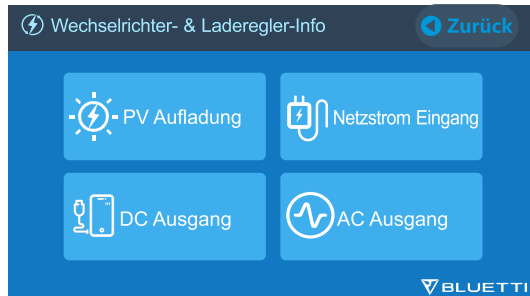 Wechselrichter- & Laderegler-Info
Zurück
PV Aufladung
Netzstrom Eingang
DC Ausgang
AC Ausgang
BLUETTI